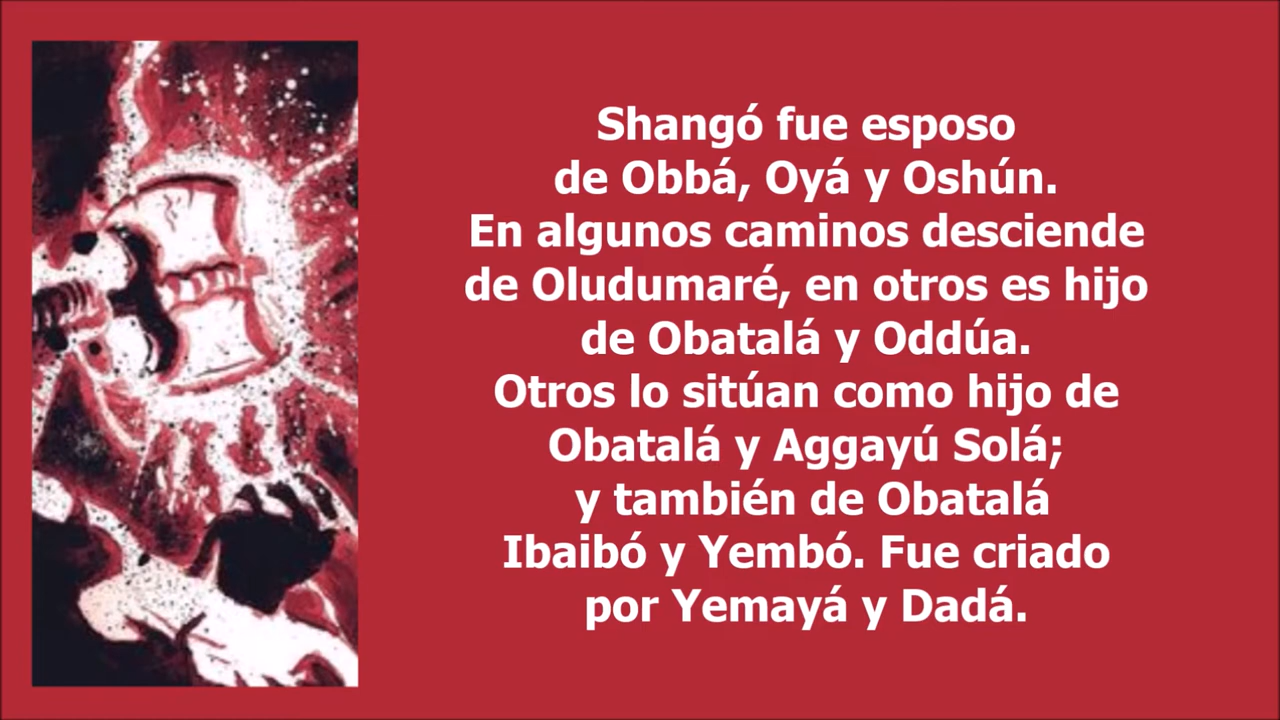 Shangó fue esposo
de Obbá, Oyá y Oshún.
En algunos caminos desciende
de Oludumaré, en otros es hijo
de Obatalá y Oddúa.
Otros lo sitúan como hijo de
Obatalá y Aggayú Solá;
y también de Obatalá
Ibaibó y Yembó. Fue criado
por Yemayá y Dadá.